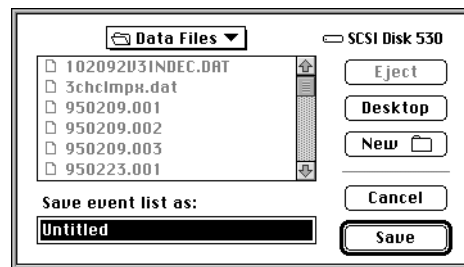 Data Files
SCSI Disk 530
102092V3INDEC.DAT
3chclmpx.dat
950209.001
950209.002
950209.003
950223.001
Eject
Desktop
New
Save event list as:
Untitled
Cancel
Save